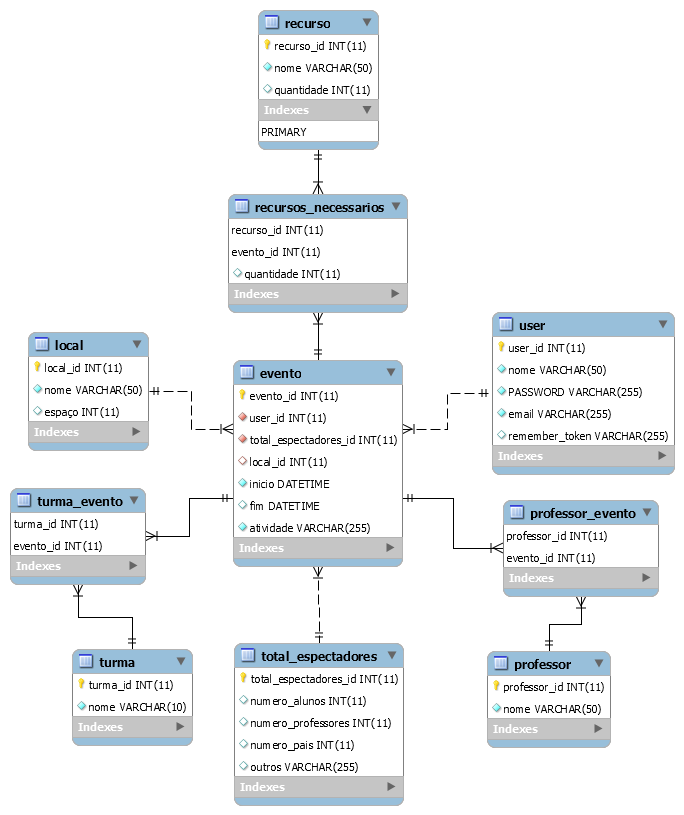 recurso
recurso_id INT(11)
nome VARCHAR(50)
quantidade INT(11)
Indexes
PRIMARY
recursos_necessarios
recurso_id INT(11)
evento_id INT(11)
quantidade INT(11)
Indexes
local
local_id INT(11)
nome VARCHAR(50)
espaço INT(11)
Indexes
evento
evento_id INT(11)
user_id INT(11)
total_espectadores_id INT(11)
local_id INT(11)
inicio DATETIME
fim DATETIME
atividade VARCHAR(255)
Indexes
user
user_id INT(11)
nome VARCHAR(50)
PASSWORD VARCHAR(255)
email VARCHAR(255)
remember_token VARCHAR(255)
Indexes
turma_evento
turma_id INT(11)
evento_id INT(11)
Indexes
professor_evento
professor_id INT(11)
evento_id INT(11)
Indexes
turma
turma_id INT(11)
nome VARCHAR(10)
Indexes
total_espectadores
total_espectadores_id INT(11)
numero_alunos INT(11)
numero_professores INT(11)
numero_pais INT(11)
outros VARCHAR(255)
Indexes
professor
professor_id INT(11)
nome VARCHAR(50)
Indexes